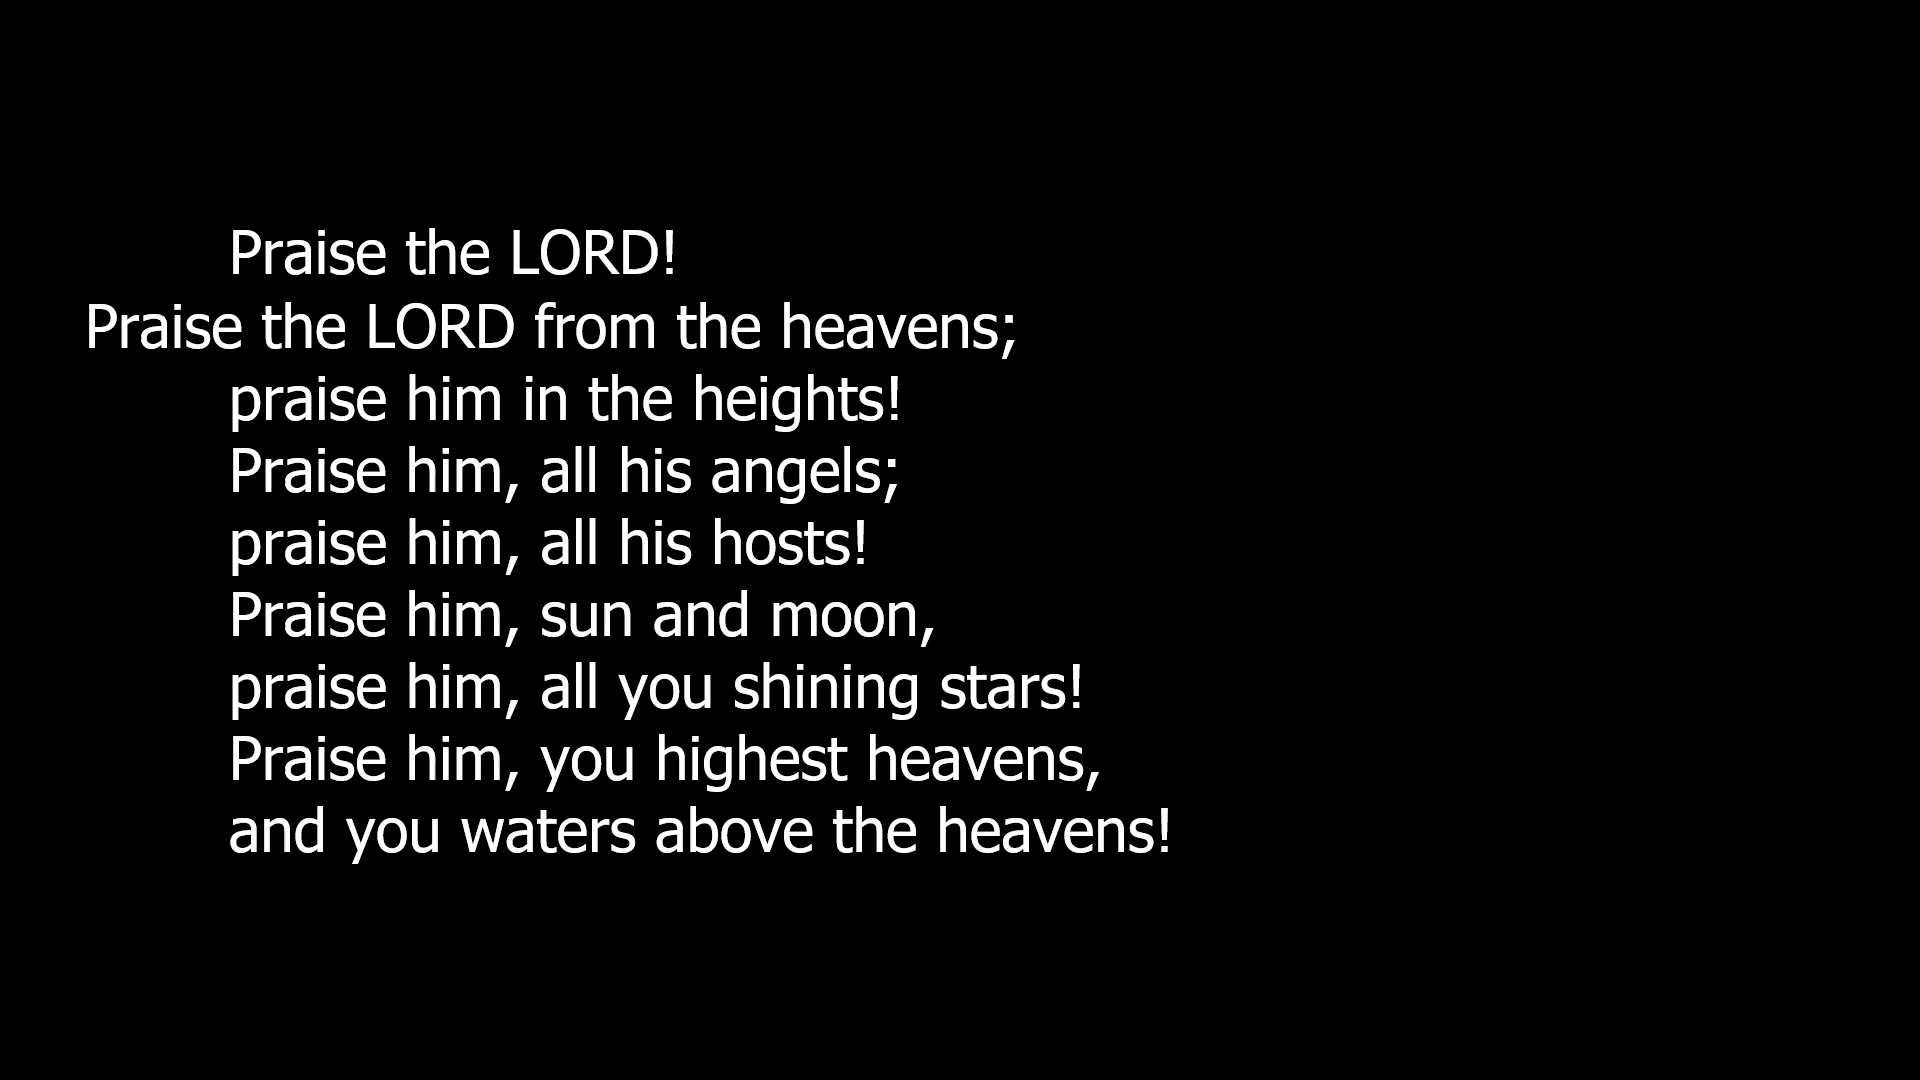 Praise the LORD!
Praise the LORD from the heavens;
praise him in the heights!
Praise him, all his angels;
praise him, all his hosts!
Praise him, sun and moon,
praise him, all you shining stars!
Praise him, you highest heavens,
and you waters above the heavens!